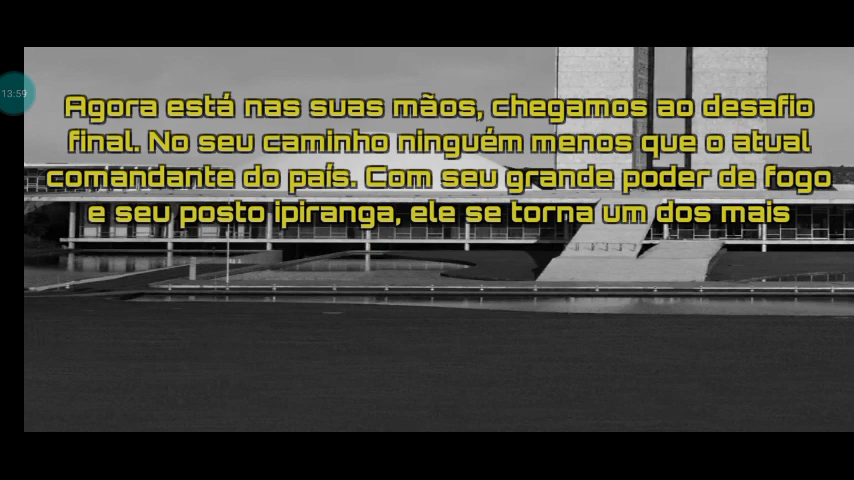 13:59
Agora está nas suas mãos, chegamos ao desafio
final. No seu caminho ninguém menos que o atual
comandante do país. Com seu grande poder de fogo
e seu posto ipiranga, ele se torna um dos mais